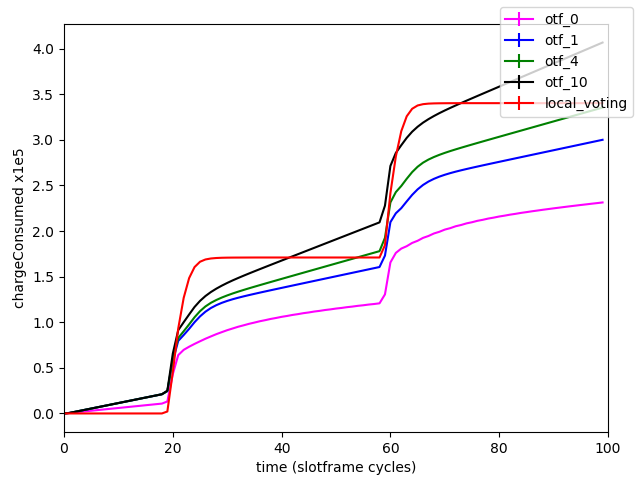 otf_0
otf_1
otf_4
otf_10
local_voting
chargeConsumed x1e5
4.0
3.5
3.0
2.5
2.0
1.5
1.0
0.5
0.0
0 20 40 60 80 100
time (slotframe cycles)